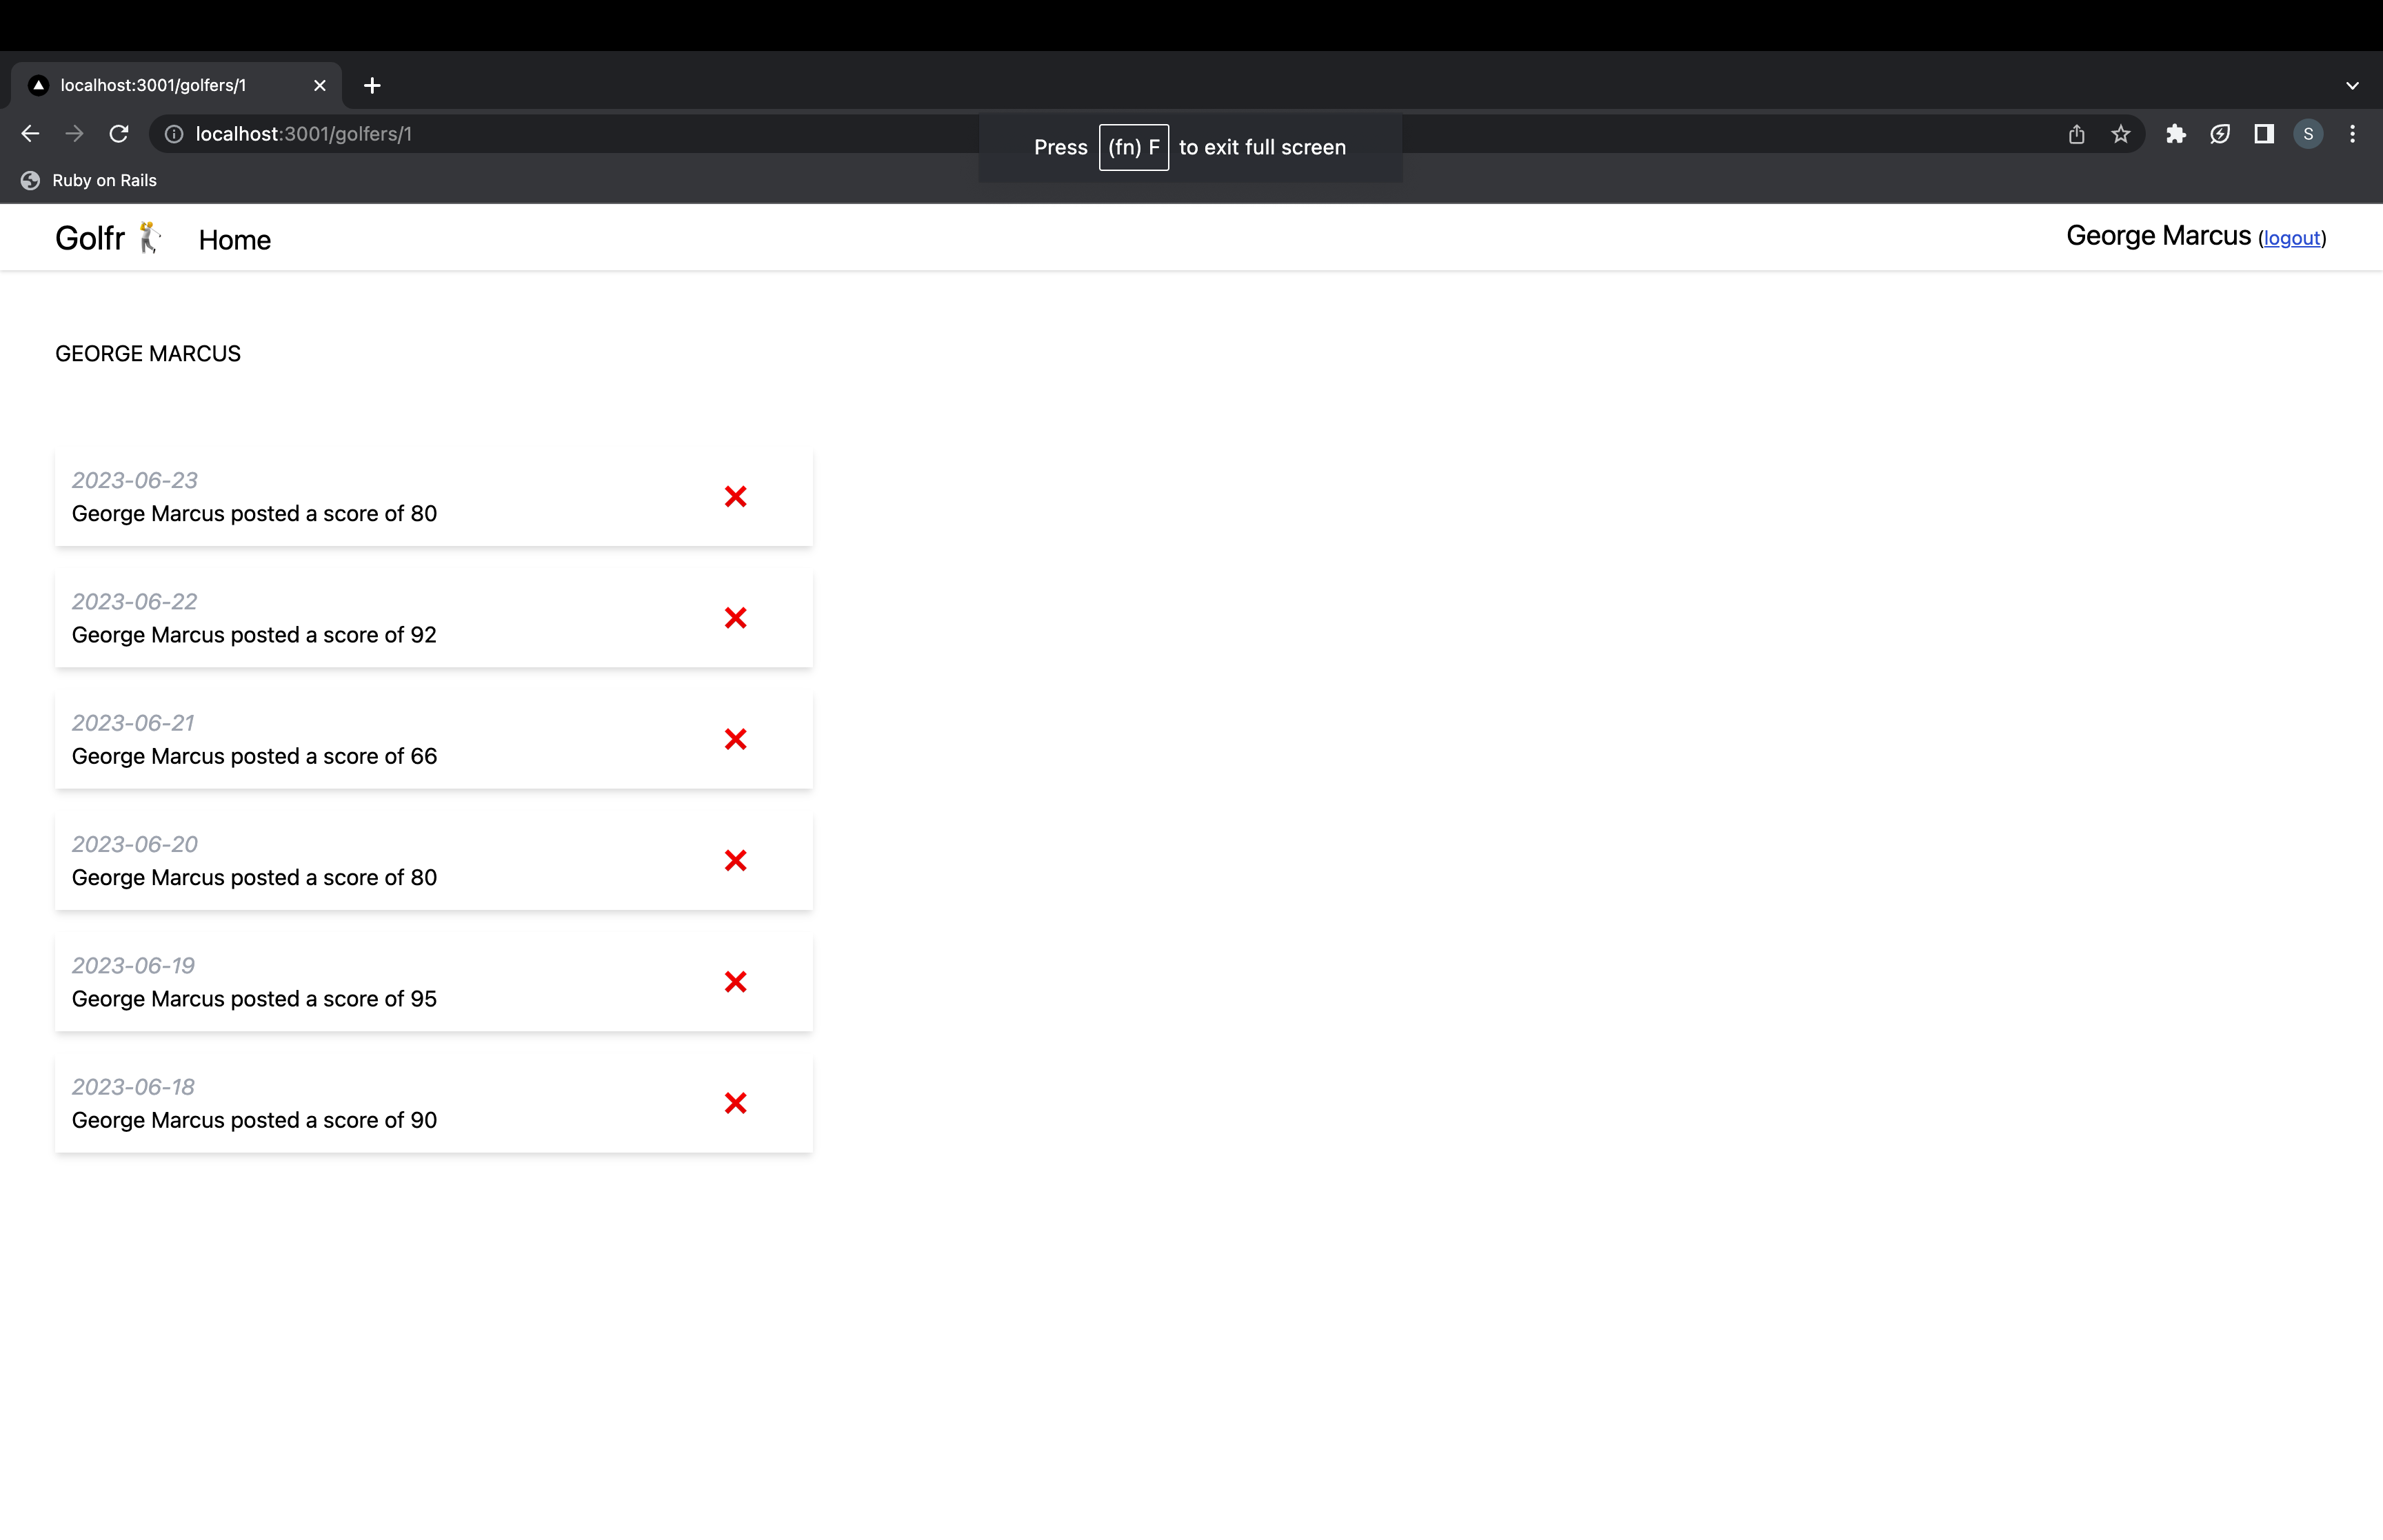 localhost:3001/golfers/1
localhost:3001/golfers/1
Press (fn) F to exit full screen
S
Ruby on Rails
Golfr Home
George Marcus (logout)
GEORGE MARCUS
2023-06-23
George Marcus posted a score of 80
2023-06-22
George Marcus posted a score of 92
2023-06-21
George Marcus posted a score of 66
2023-06-20
George Marcus posted a score of 80
2023-06-19
George Marcus posted a score of 95
2023-06-18
George Marcus posted a score of 90